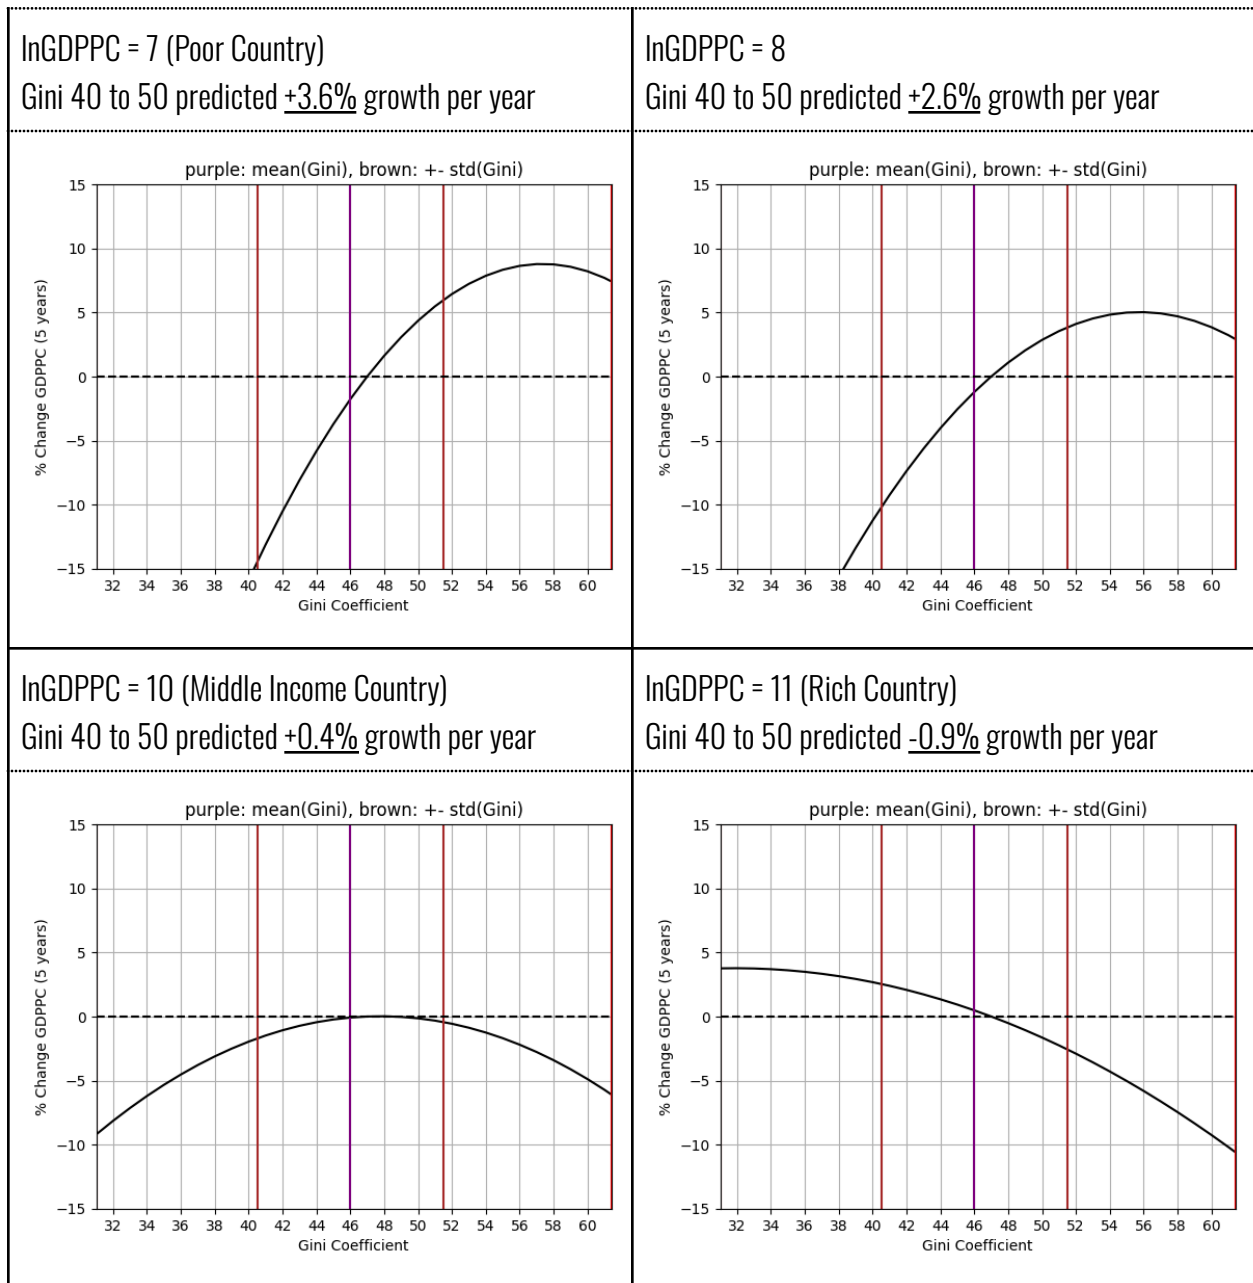 lnGDPPC = 7 (Poor Country)
Gini 40 to 50 predicted +3.6% growth per year
purple: mean(Gini), brown: +- std(Gini)
15
10
5
0
−5
−10
−15
% Change GDPPC (5 years)
32 34 36 38 40 42 44 46 48 50 52 54 56 58 60
Gini Coefficient
lnGDPPC = 8
Gini 40 to 50 predicted +2.6% growth per year
purple: mean(Gini), brown: +- std(Gini)
15
10
5
0
−5
−10
−15
% Change GDPPC (5 years)
32 34 36 38 40 42 44 46 48 50 52 54 56 58 60
Gini Coefficient
lnGDPPC = 10 (Middle Income Country)
Gini 40 to 50 predicted +0.4% growth per year
purple: mean(Gini), brown: +- std(Gini)
15
10
5
0
−5
−10
−15
% Change GDPPC (5 years)
32 34 36 38 40 42 44 46 48 50 52 54 56 58 60
Gini Coefficient
lnGDPPC = 11 (Rich Country)
Gini 40 to 50 predicted -0.9% growth per year
purple: mean(Gini), brown: +- std(Gini)
15
10
5
0
−5
−10
−15
% Change GDPPC (5 years)
32 34 36 38 40 42 44 46 48 50 52 54 56 58 60
Gini Coefficient